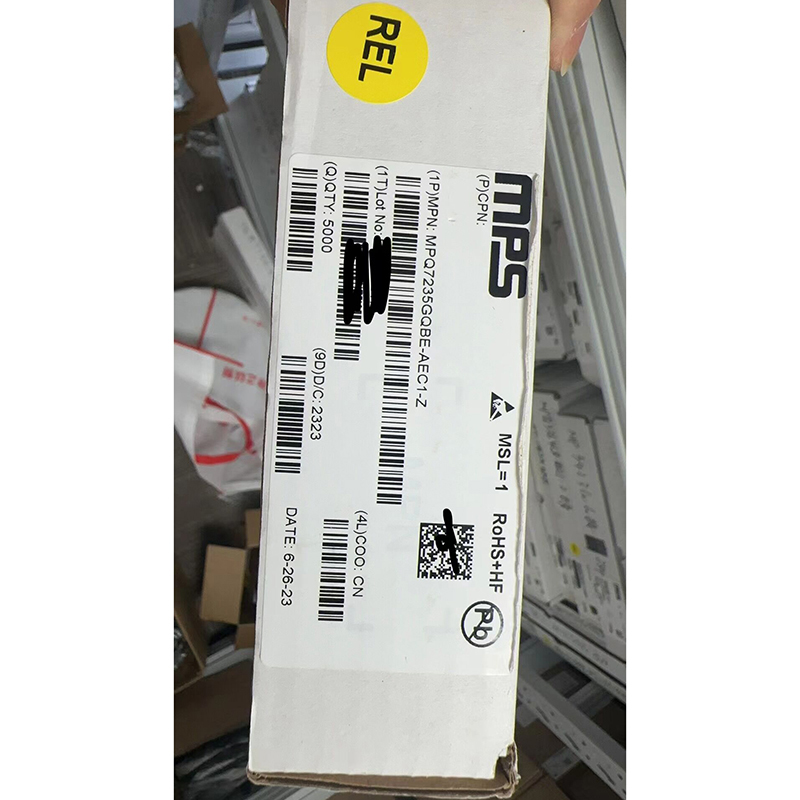 REL
MPS
MSL=1 RoHS+HF
Pb
(P)CPN:
(1P)MPN: MPQ7235GQBE-AEC1-Z
(1T)Lot No:
(4L)COO: CN
(Q)QTY: 5000
(9D)D/C: 2323
DATE: 6-26-23